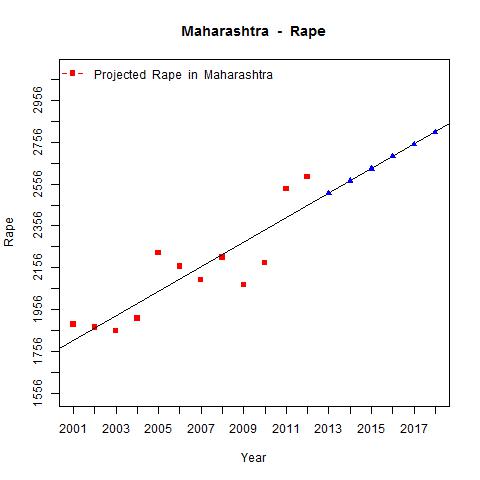 Maharashtra - Rape
Projected Rape in Maharashtra
2956
2756
2556
2356
2156
1956
1756
1556
Rape
2001 2003 2005 2007 2009 2011 2013 2015 2017
Year